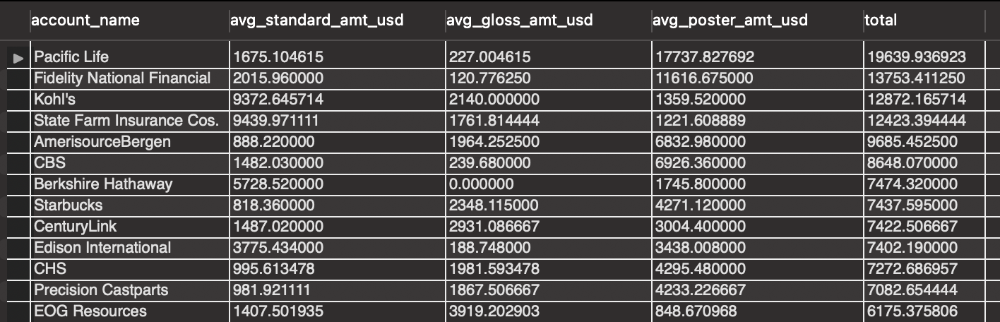 account_name avg_standard_amt_usd avg_gloss_amt_usd avg_poster_amt_usd total
Pacific Life 1675.104615 227.004615 17737.827692 19639.936923
Fidelity National Financial 2015.960000 120.776250 11616.675000 13753.411250
Kohl's 9372.645714 2140.000000 1359.520000 12872.165714
State Farm Insurance Cos. 9439.971111 1761.814444 1221.608889 12423.394444
AmerisourceBergen 888.220000 1964.252500 6832.980000 9685.452500
CBS 1482.030000 239.680000 6926.360000 8648.070000
Berkshire Hathaway 5728.520000 0.000000 1745.800000 7474.320000
Starbucks 818.360000 2348.115000 4271.120000 7437.595000
CenturyLink 1487.020000 2931.086667 3004.400000 7422.506667
Edison International 3775.434000 188.748000 3438.008000 7402.190000
CHS 995.613478 1981.593478 4295.480000 7272.686957
Precision Castparts 981.921111 1867.506667 4233.226667 7082.654444
EOG Resources 1407.501935 3919.202903 848.670968 6175.375806